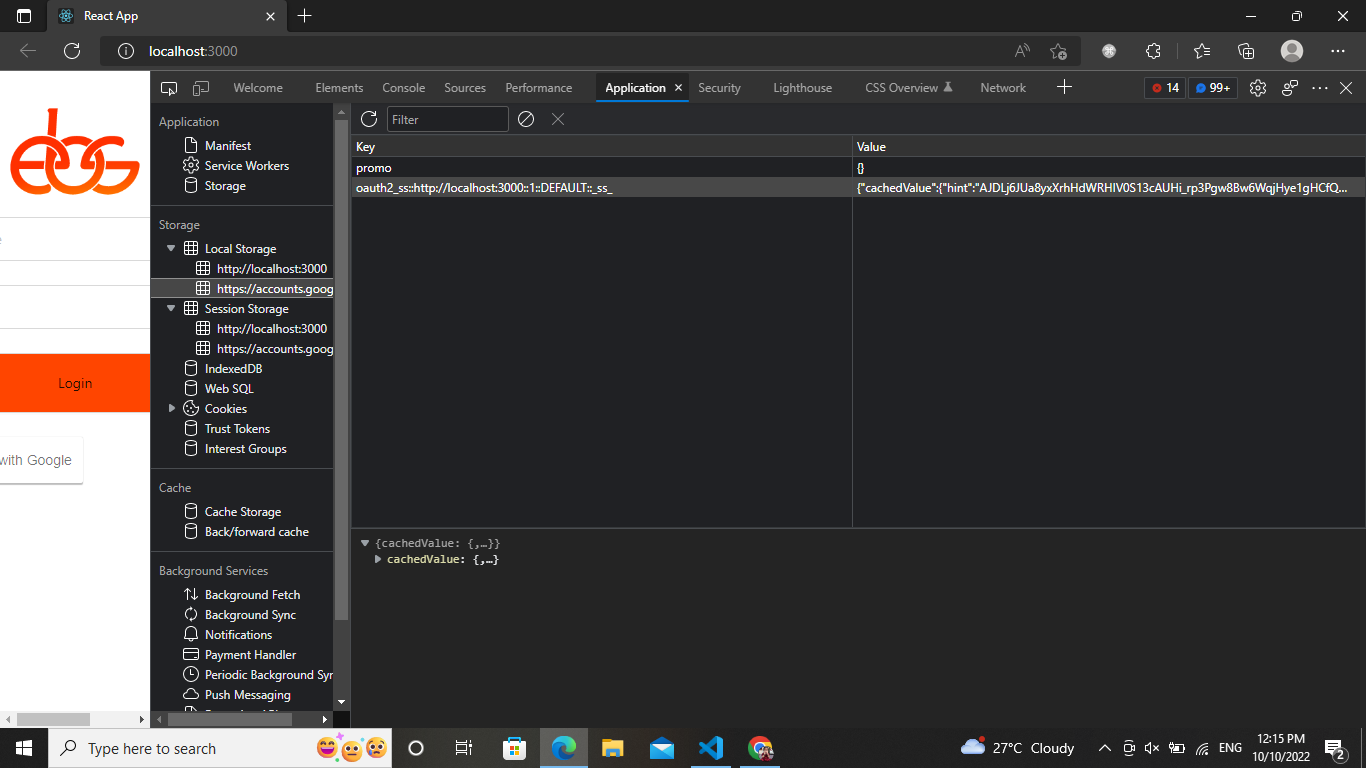 React App
localhost:3000
Welcome Elements Console Sources Performance Application Security Lighthouse CSS Overview Network 14 99+
Application
Manifest
Service Workers
Storage
Storage
Local Storage
http://localhost:3000
https://accounts.goog
Session Storage
http://localhost:3000
https://accounts.goog
IndexedDB
Web SQL
Cookies
Trust Tokens
Interest Groups
Cache
Cache Storage
Back/forward cache
Background Services
Background Fetch
Background Sync
Notifications
Payment Handler
Periodic Background Syn
Push Messaging
Filter
Key Value
promo {}
oauth2_ss::http://localhost:3000::1::DEFAULT::_ss_ {"cachedValue":{"hint":"AJDLj6JUa8yxXrhHdWRHIV0S13cAUHi_rp3Pgw8Bw6WqjHye1gHCfQ...
{cachedValue: {,…}}
cachedValue: {,…}
ebs
Login
with Google
Type here to search
27°C Cloudy
ENG
12:15 PM
10/10/2022
2